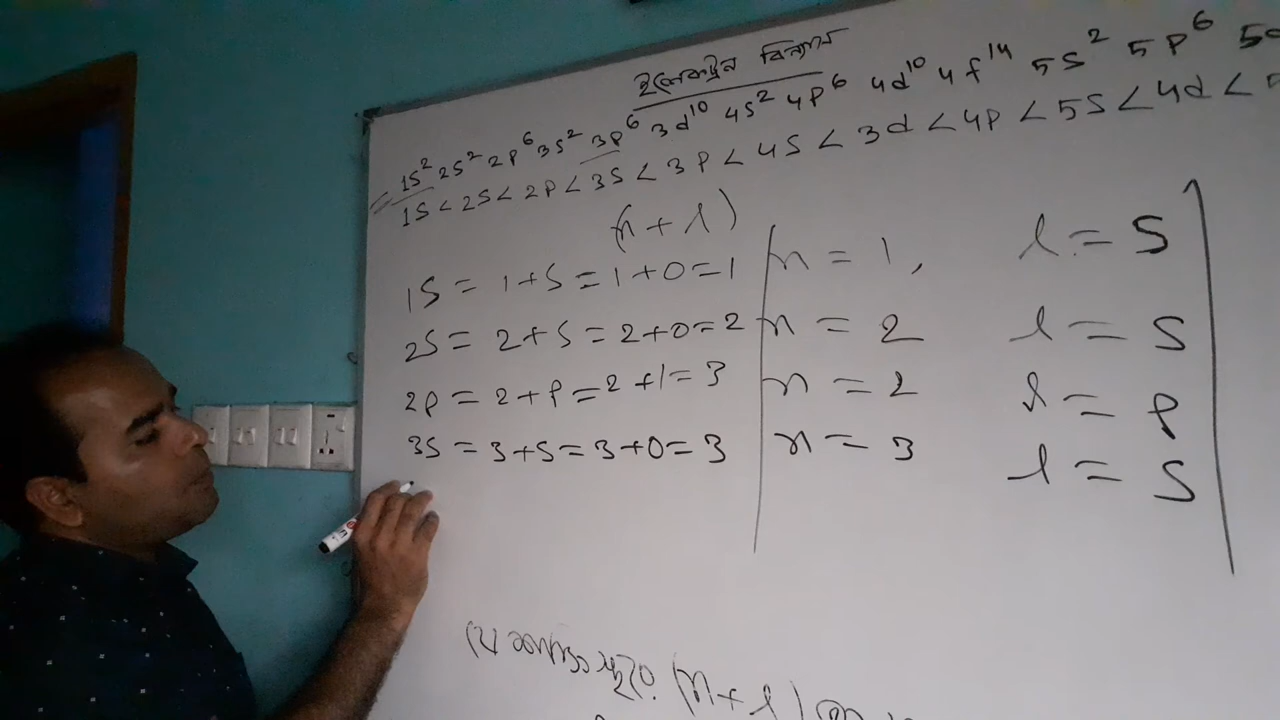 ইলেকট্রন বিন্যাস
1S² 2S² 2P⁶ 3S² 3P⁶ 3d¹⁰ 4S² 4P⁶ 4d¹⁰ 4f¹⁴ 5S² 5P⁶ 5d
1S < 2S < 2P < 3S < 3P < 4S < 3d < 4P < 5S < 4d < 5
(n + l)
1S = 1+S = 1+0=1 n = 1, l = S
2S = 2+S = 2+0=2 n = 2 l = S
2P = 2+P = 2+1=3 n = 2 l = P
3S = 3+S = 3+0=3 n = 3 l = S
(n + l)